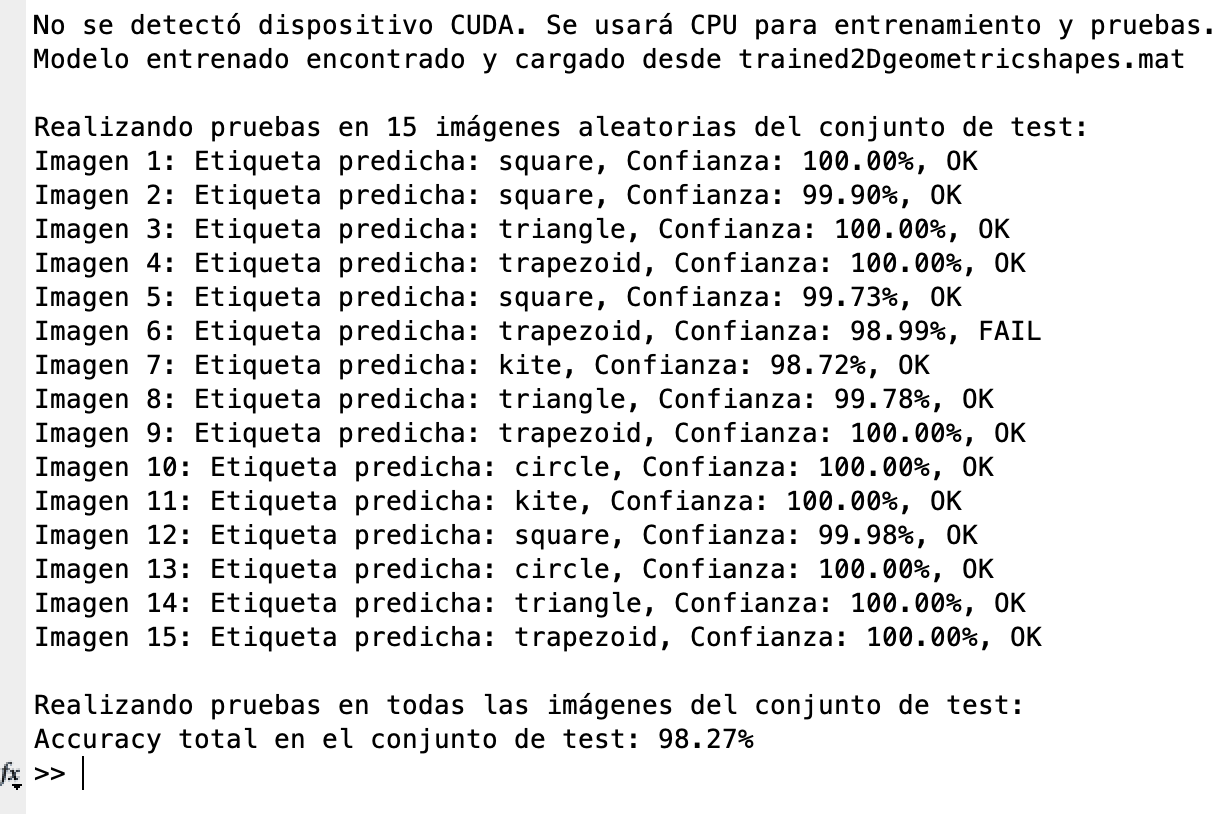 No se detectó dispositivo CUDA. Se usará CPU para entrenamiento y pruebas.
Modelo entrenado encontrado y cargado desde trained2Dgeometricshapes.mat
Realizando pruebas en 15 imágenes aleatorias del conjunto de test:
Imagen 1: Etiqueta predicha: square, Confianza: 100.00%, OK
Imagen 2: Etiqueta predicha: square, Confianza: 99.90%, OK
Imagen 3: Etiqueta predicha: triangle, Confianza: 100.00%, OK
Imagen 4: Etiqueta predicha: trapezoid, Confianza: 100.00%, OK
Imagen 5: Etiqueta predicha: square, Confianza: 99.73%, OK
Imagen 6: Etiqueta predicha: trapezoid, Confianza: 98.99%, FAIL
Imagen 7: Etiqueta predicha: kite, Confianza: 98.72%, OK
Imagen 8: Etiqueta predicha: triangle, Confianza: 99.78%, OK
Imagen 9: Etiqueta predicha: trapezoid, Confianza: 100.00%, OK
Imagen 10: Etiqueta predicha: circle, Confianza: 100.00%, OK
Imagen 11: Etiqueta predicha: kite, Confianza: 100.00%, OK
Imagen 12: Etiqueta predicha: square, Confianza: 99.98%, OK
Imagen 13: Etiqueta predicha: circle, Confianza: 100.00%, OK
Imagen 14: Etiqueta predicha: triangle, Confianza: 100.00%, OK
Imagen 15: Etiqueta predicha: trapezoid, Confianza: 100.00%, OK
Realizando pruebas en todas las imágenes del conjunto de test:
Accuracy total en el conjunto de test: 98.27%
fx >>